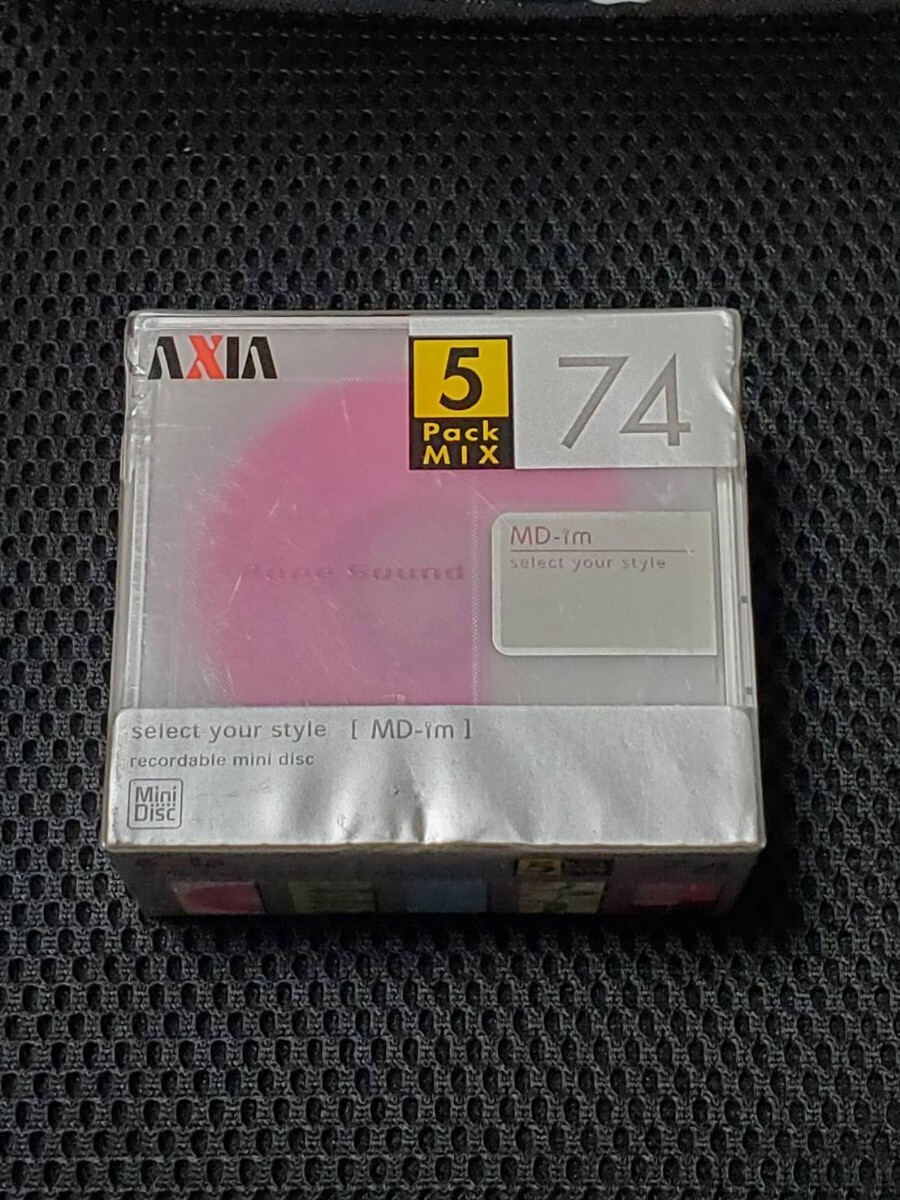 AXIA
5
Pack
MIX
74
MD-im
select your style
Sound
select your style [ MD-im ]
recordable mini disc
Mini
Disc